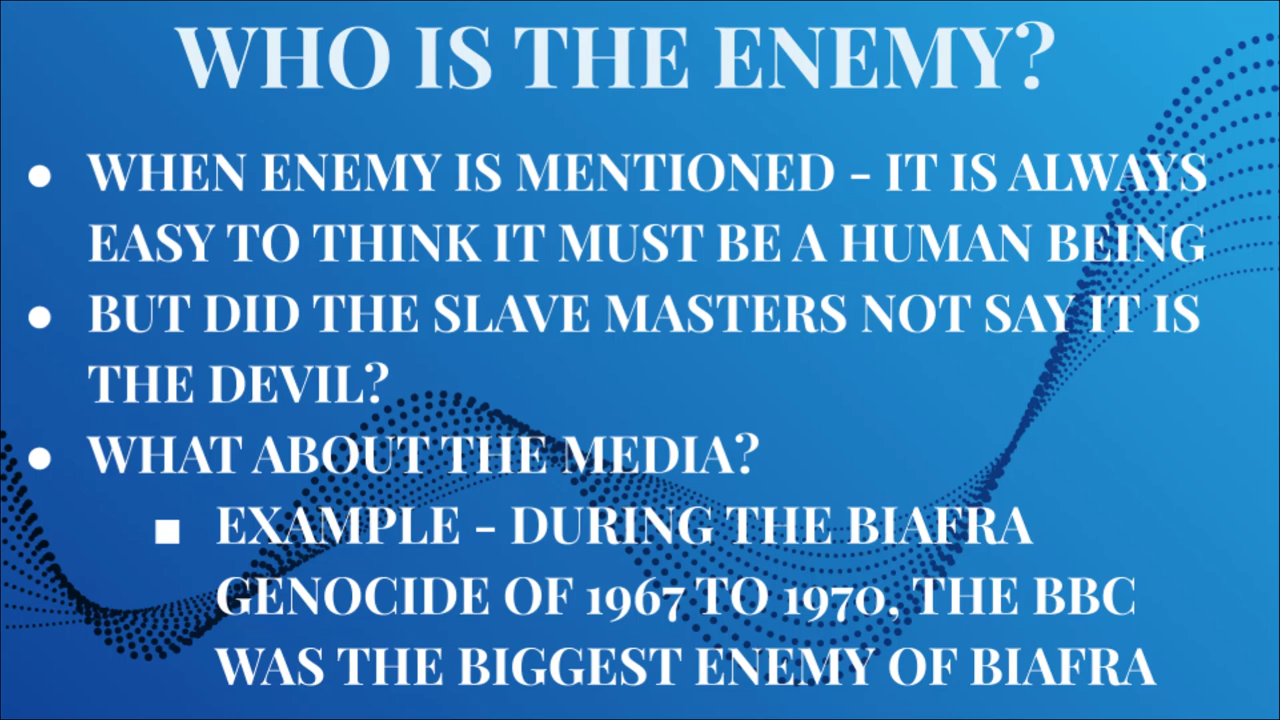 WHO IS THE ENEMY?
● WHEN ENEMY IS MENTIONED – IT IS ALWAYS
EASY TO THINK IT MUST BE A HUMAN BEING
● BUT DID THE SLAVE MASTERS NOT SAY IT IS
THE DEVIL?
● WHAT ABOUT THE MEDIA?
■ EXAMPLE – DURING THE BIAFRA
GENOCIDE OF 1967 TO 1970, THE BBC
WAS THE BIGGEST ENEMY OF BIAFRA